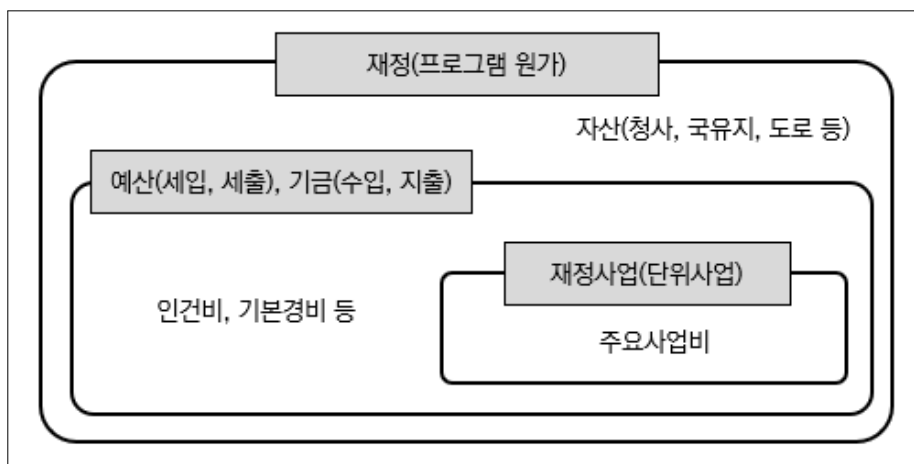 재정(프로그램 원가)
자산(청사, 국유지, 도로 등)
예산(세입, 세출), 기금(수입, 지출)
재정사업(단위사업)
인건비, 기본경비 등
주요사업비